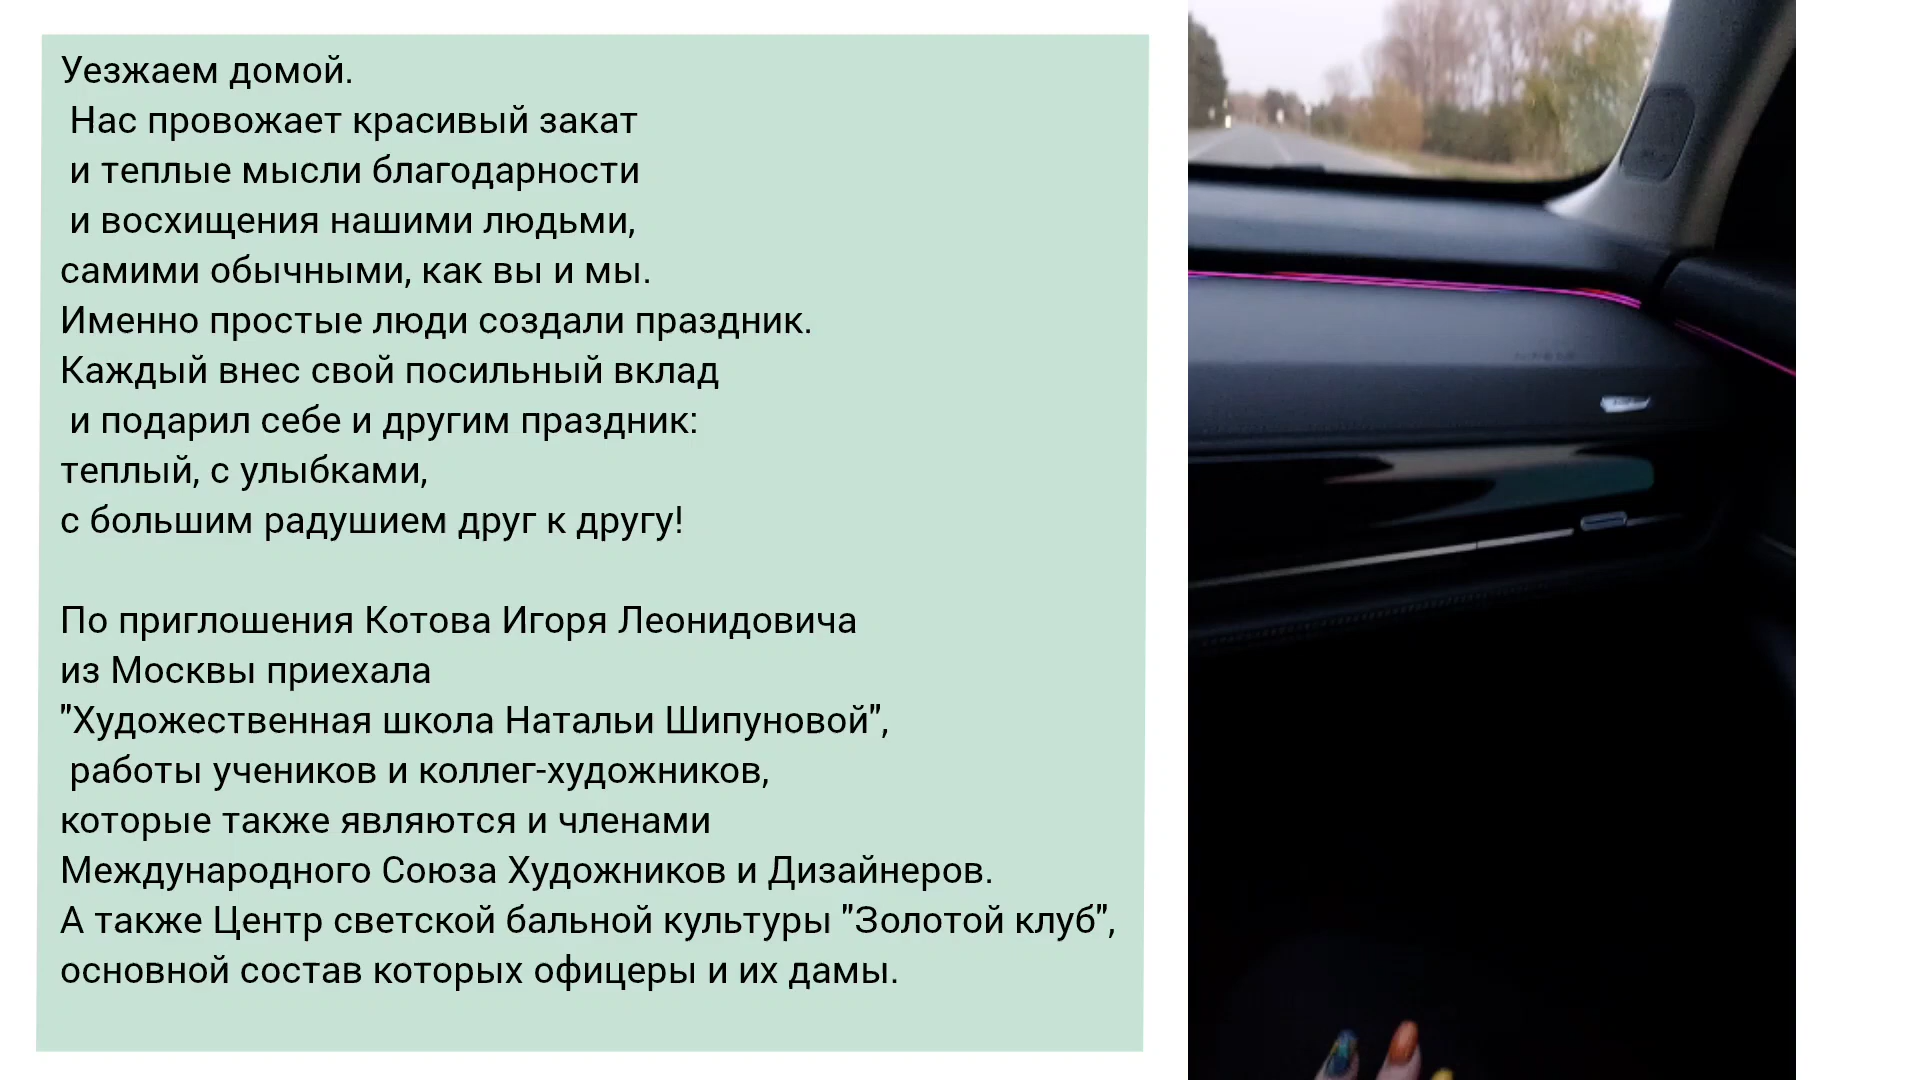 Уезжаем домой.
Нас провожает красивый закат
и теплые мысли благодарности
и восхищения нашими людьми,
самими обычными, как вы и мы.
Именно простые люди создали праздник.
Каждый внес свой посильный вклад
и подарил себе и другим праздник:
теплый, с улыбками,
с большим радушием друг к другу!
По приглошения Котова Игоря Леонидовича
из Москвы приехала
"Художественная школа Натальи Шипуновой",
работы учеников и коллег-художников,
которые также являются и членами
Международного Союза Художников и Дизайнеров.
А также Центр светской бальной культуры "Золотой клуб",
основной состав которых офицеры и их дамы.